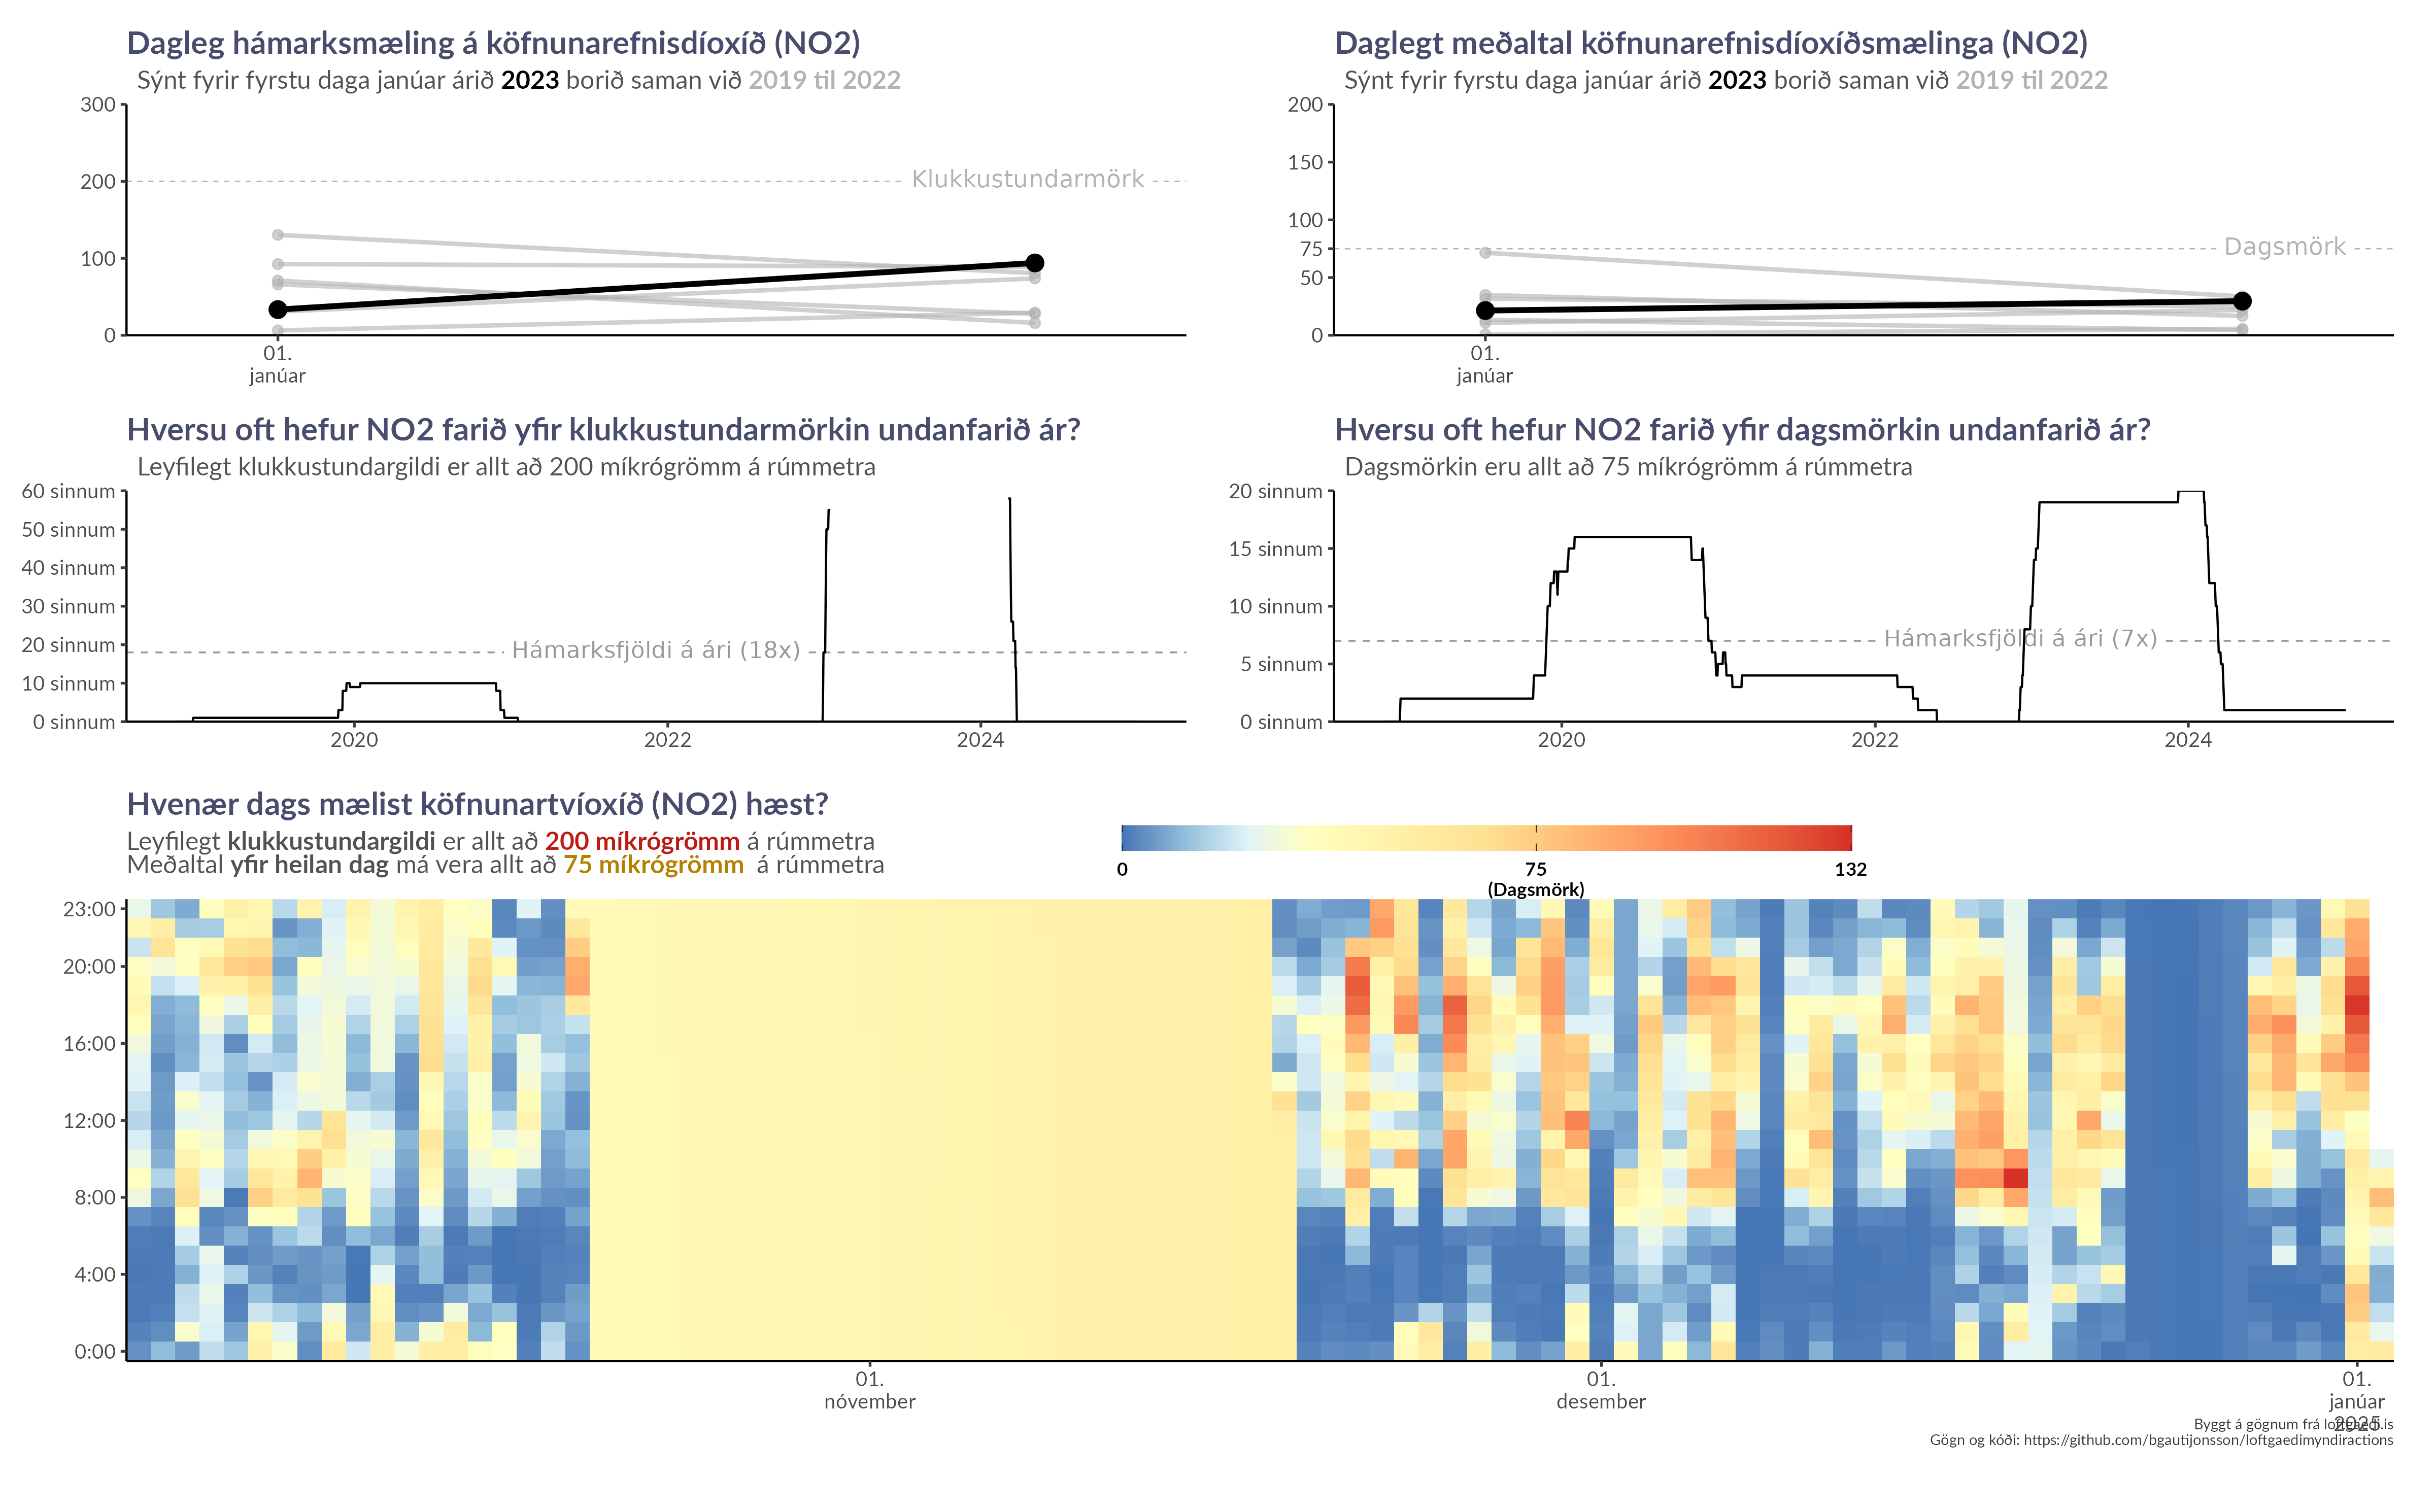 Dagleg hámarksmæling á köfnunarefnisdíoxíð (NO2)
Sýnt fyrir fyrstu daga janúar árið 2023 borið saman við 2019 til 2022
300
200
100
0
Klukkustundarmörk
01.
janúar
Daglegt meðaltal köfnunarefnisdíoxíðsmælinga (NO2)
Sýnt fyrir fyrstu daga janúar árið 2023 borið saman við 2019 til 2022
200
150
100
75
50
0
Dagsmörk
01.
janúar
Hversu oft hefur NO2 farið yfir klukkustundarmörkin undanfarið ár?
Leyfilegt klukkustundargildi er allt að 200 míkrógrömm á rúmmetra
60 sinnum
50 sinnum
40 sinnum
30 sinnum
20 sinnum
10 sinnum
0 sinnum
Hámarksfjöldi á ári (18x)
2020
2022
2024
Hversu oft hefur NO2 farið yfir dagsmörkin undanfarið ár?
Dagsmörkin eru allt að 75 míkrógrömm á rúmmetra
20 sinnum
15 sinnum
10 sinnum
5 sinnum
0 sinnum
Hámarksfjöldi á ári (7x)
2020
2022
2024
Hvenær dags mælist köfnunartvíoxíð (NO2) hæst?
Leyfilegt klukkustundargildi er allt að 200 míkrógrömm á rúmmetra
Meðaltal yfir heilan dag má vera allt að 75 míkrógrömm á rúmmetra
0
75
(Dagsmörk)
132
23:00
20:00
16:00
12:00
8:00
4:00
0:00
01.
nóvember
01.
desember
01.
janúar
2025
Byggt á gögnum frá loftgaedi.is
Gögn og kóði: https://github.com/bgautijonsson/loftgaedimyndiractions